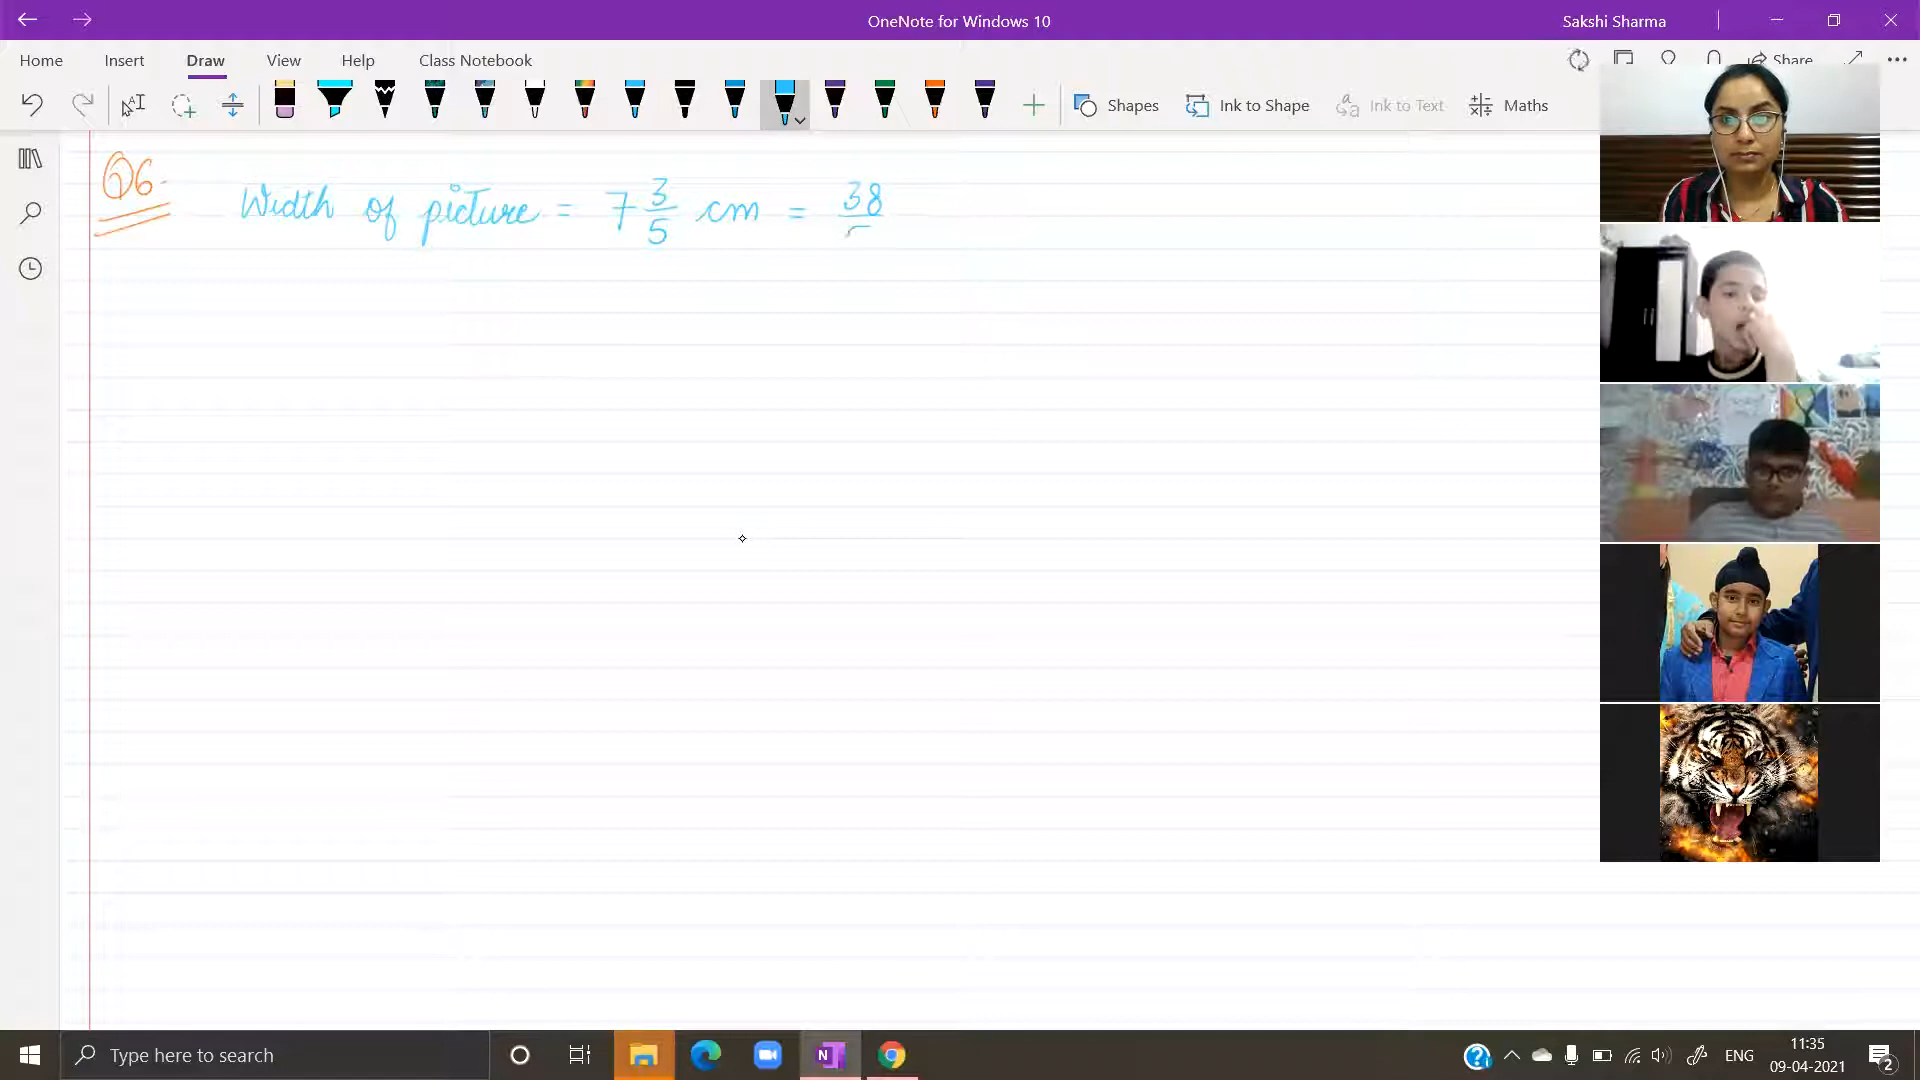 OneNote for Windows 10
Sakshi Sharma
Home Insert Draw View Help Class Notebook Share
Shapes Ink to Shape Ink to Text Maths
Q6.
Width of picture = 7 3/5 cm = 38/
Type here to search
ENG
11:35
09-04-2021
2